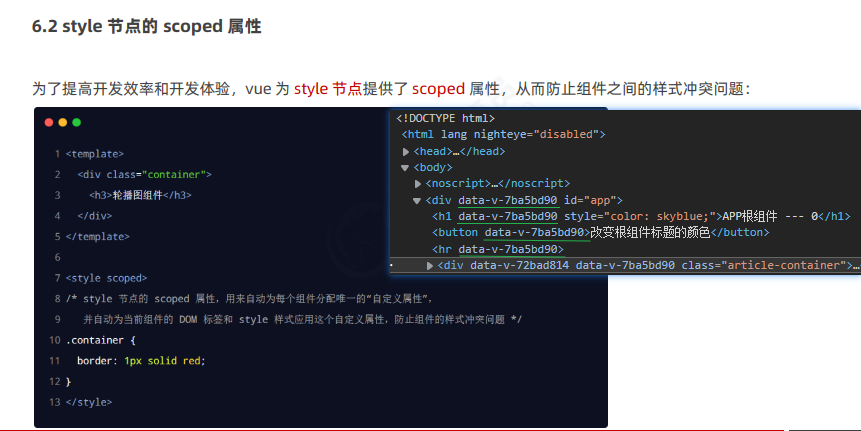 6.2 style 节点的 scoped 属性
为了提高开发效率和开发体验，vue 为 style 节点提供了 scoped 属性，从而防止组件之间的样式冲突问题：
1 <template>
2   <div class="container">
3     <h3>轮播图组件</h3>
4   </div>
5 </template>
6
7 <style scoped>
8 /* style 节点的 scoped 属性，用来自动为每个组件分配唯一的“自定义属性”，
9    并自动为当前组件的 DOM 标签和 style 样式应用这个自定义属性，防止组件的样式冲突问题 */
10 .container {
11   border: 1px solid red;
12 }
13 </style>
<!DOCTYPE html>
<html lang nighteye="disabled">
<head>…</head>
<body>
<noscript>…</noscript>
<div data-v-7ba5bd90 id="app">
<h1 data-v-7ba5bd90 style="color: skyblue;">APP根组件 --- 0</h1>
<button data-v-7ba5bd90>改变根组件标题的颜色</button>
<hr data-v-7ba5bd90>
<div data-v-72bad814 data-v-7ba5bd90 class="article-container">…